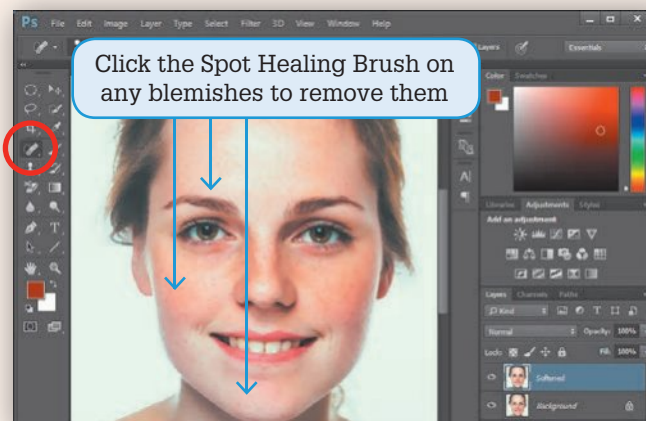 Ps File Edit Image Layer Type Select Filter 3D View Window Help
Layers Essentials
Click the Spot Healing Brush on
any blemishes to remove them
Color Swatches
Libraries Adjustments Styles
Add an adjustment
Layers Channels Paths
Kind
Normal Opacity: 100%
Lock: Fill: 100%
Softened
Background